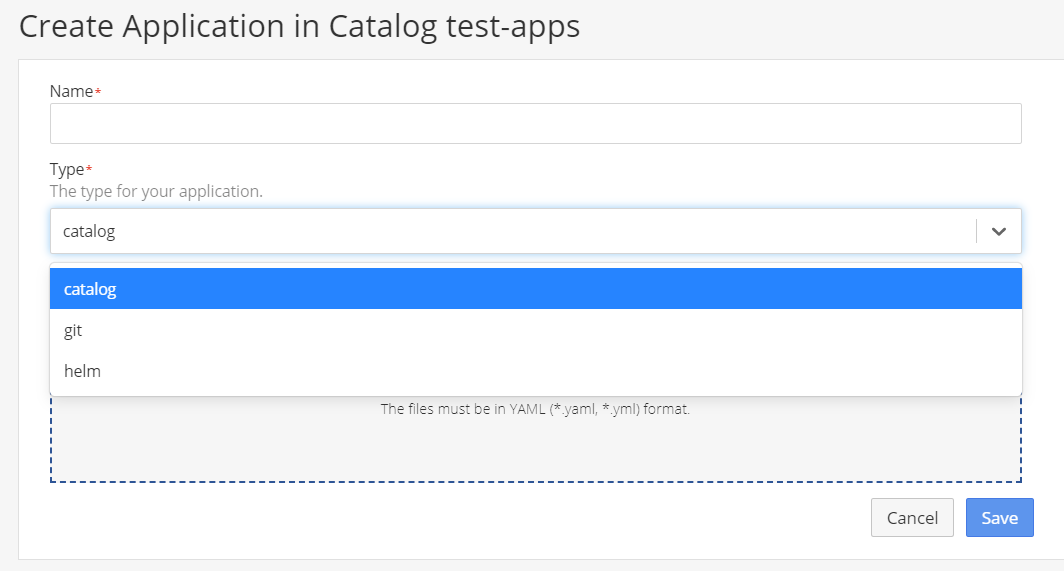 Create Application in Catalog test-apps
Name*
Type*
The type for your application.
catalog
catalog
git
helm
The files must be in YAML (*.yaml, *.yml) format.
Cancel
Save